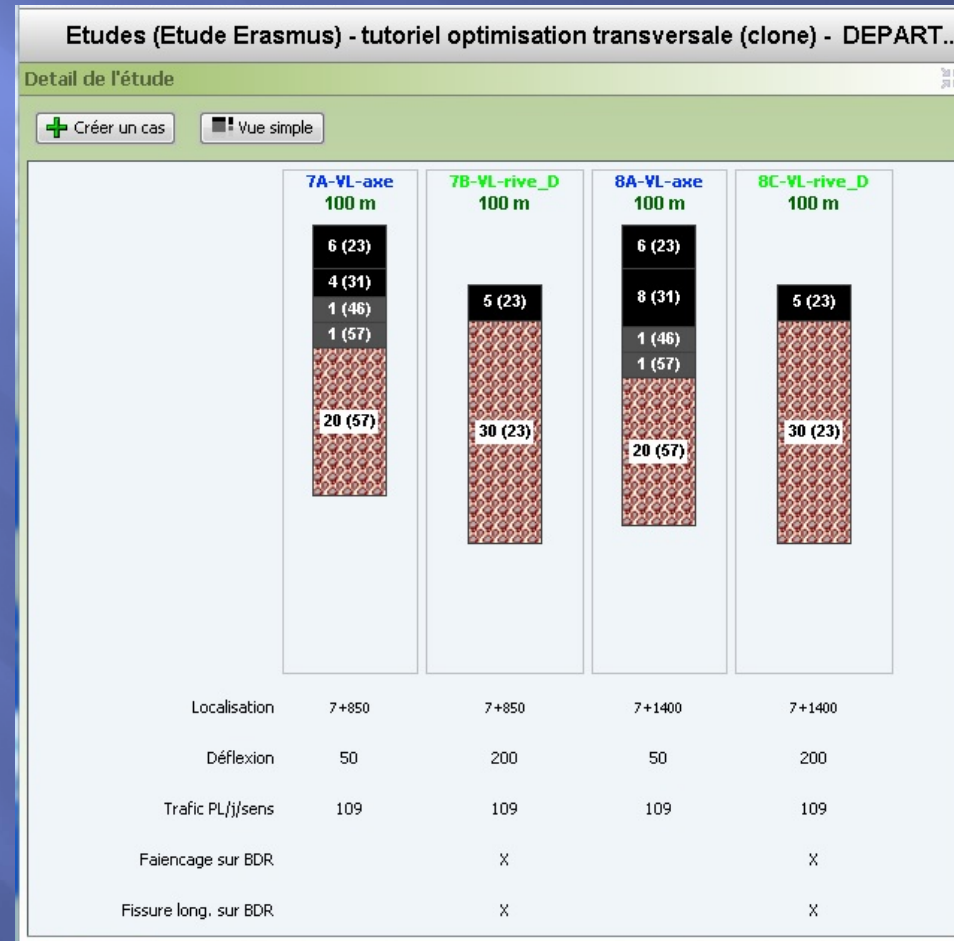 Etudes (Etude Erasmus) - tutoriel optimisation transversale (clone) - DEPART...
Detail de l'étude
Créer un cas Vue simple
7A-VL-axe 7B-VL-rive_D 8A-VL-axe 8C-VL-rive_D
100 m 100 m 100 m 100 m
6 (23) 6 (23)
4 (31) 5 (23) 8 (31) 5 (23)
1 (46) 1 (46)
1 (57) 1 (57)
20 (57) 30 (23) 20 (57) 30 (23)
Localisation 7+850 7+850 7+1400 7+1400
Déflexion 50 200 50 200
Trafic PL/j/sens 109 109 109 109
Faiencage sur BDR X X
Fissure long. sur BDR X X